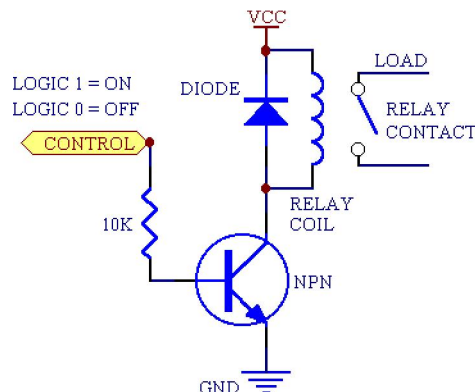 VCC
LOAD
LOGIC 1 = ON
LOGIC 0 = OFF
DIODE
RELAY
CONTACT
CONTROL
RELAY
COIL
10K
NPN
GND